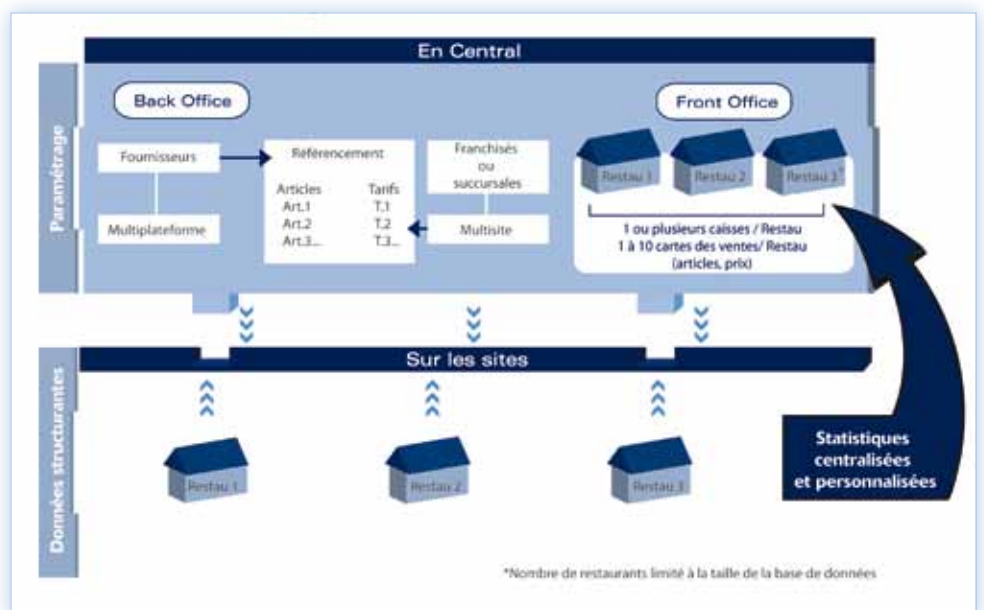 En Central
Paramétrage
Back Office
Front Office
Fournisseurs
Multiplateforme
Référencement
Articles Tarifs
Art.1 T.1
Art.2 T.2
Art.3... T.3...
Franchisés
ou
succursales
Multisite
Restau 1
Restau 2
Restau 3*
1 ou plusieurs caisses / Restau
1 à 10 cartes des ventes/ Restau
(articles, prix)
Sur les sites
Données structurantes
Restau 1
Restau 2
Restau 3
Statistiques
centralisées
et personnalisées
*Nombre de restaurants limité à la taille de la base de données